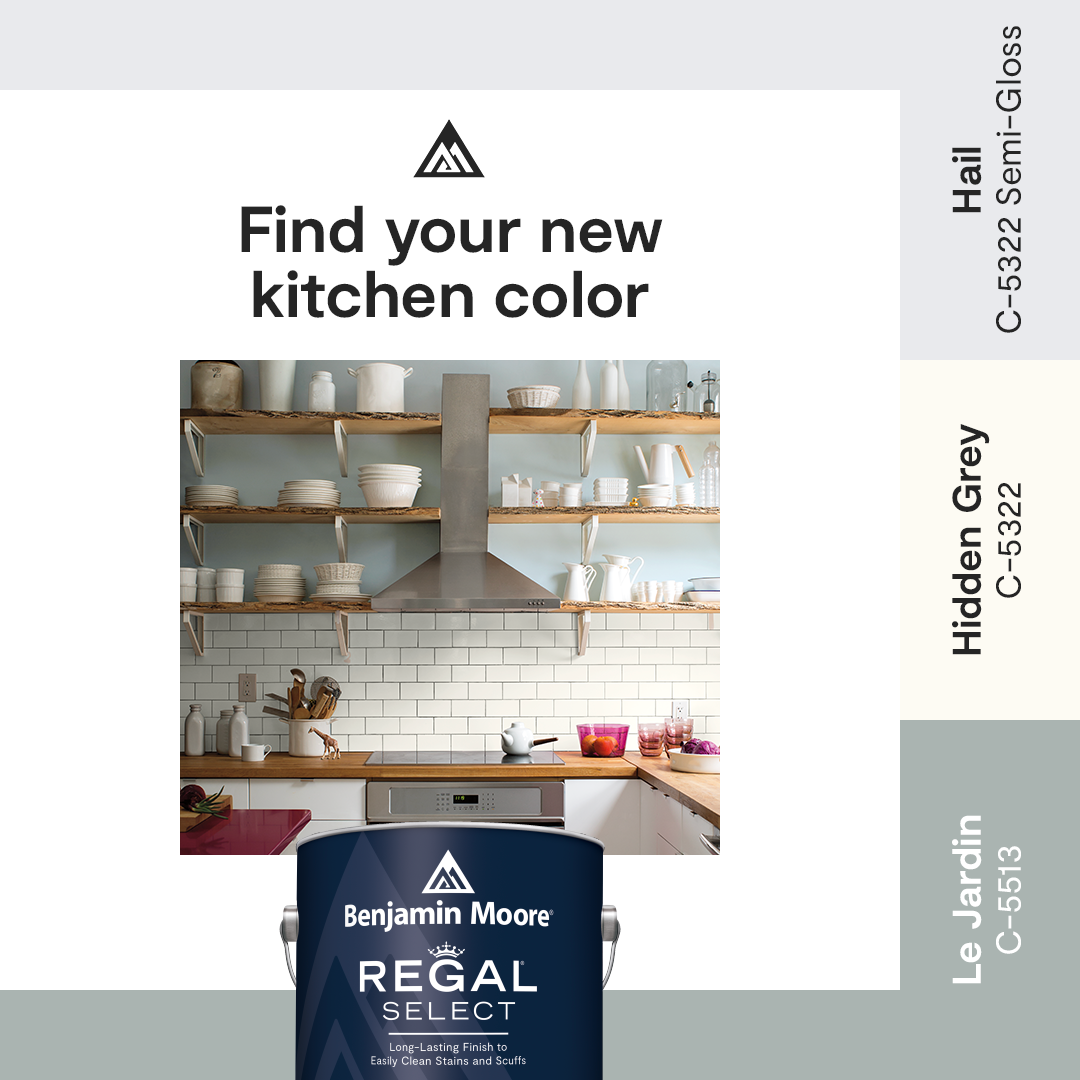 Find your new
kitchen color
Hail
C-5322 Semi-Gloss
Hidden Grey
C-5322
Le Jardin
C-5513
Benjamin Moore®
REGAL®
SELECT
Long-Lasting Finish to
Easily Clean Stains and Scuffs